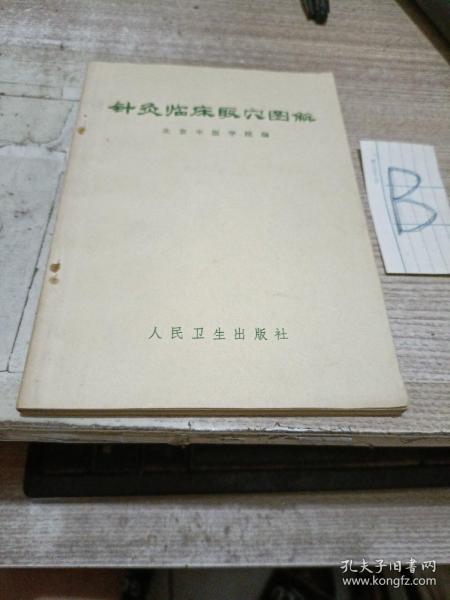 针灸临床取穴图解
北京中医学院编
B
人民卫生出版社
孔夫子旧书网
www.kongfz.com